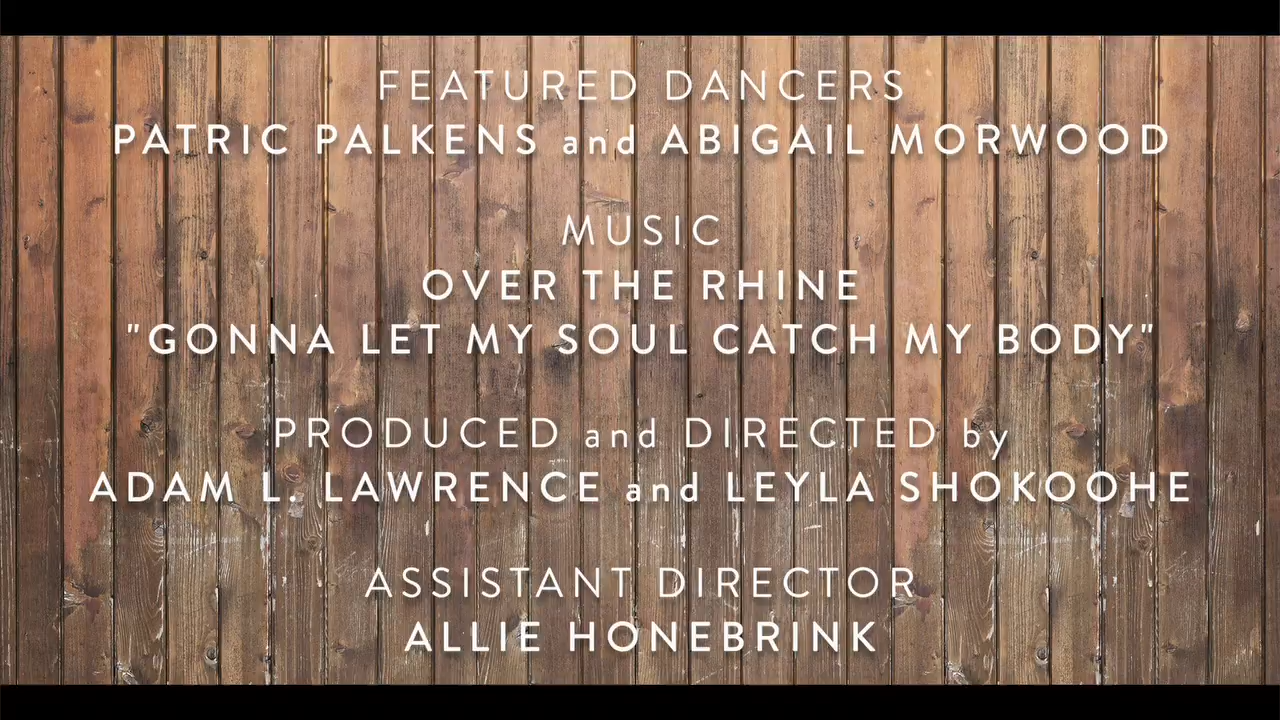 FEATURED DANCERS
PATRIC PALKENS and ABIGAIL MORWOOD
MUSIC
OVER THE RHINE
"GONNA LET MY SOUL CATCH MY BODY"
PRODUCED and DIRECTED by
ADAM L. LAWRENCE and LEYLA SHOKOOHE
ASSISTANT DIRECTOR
ALLIE HONEBRINK